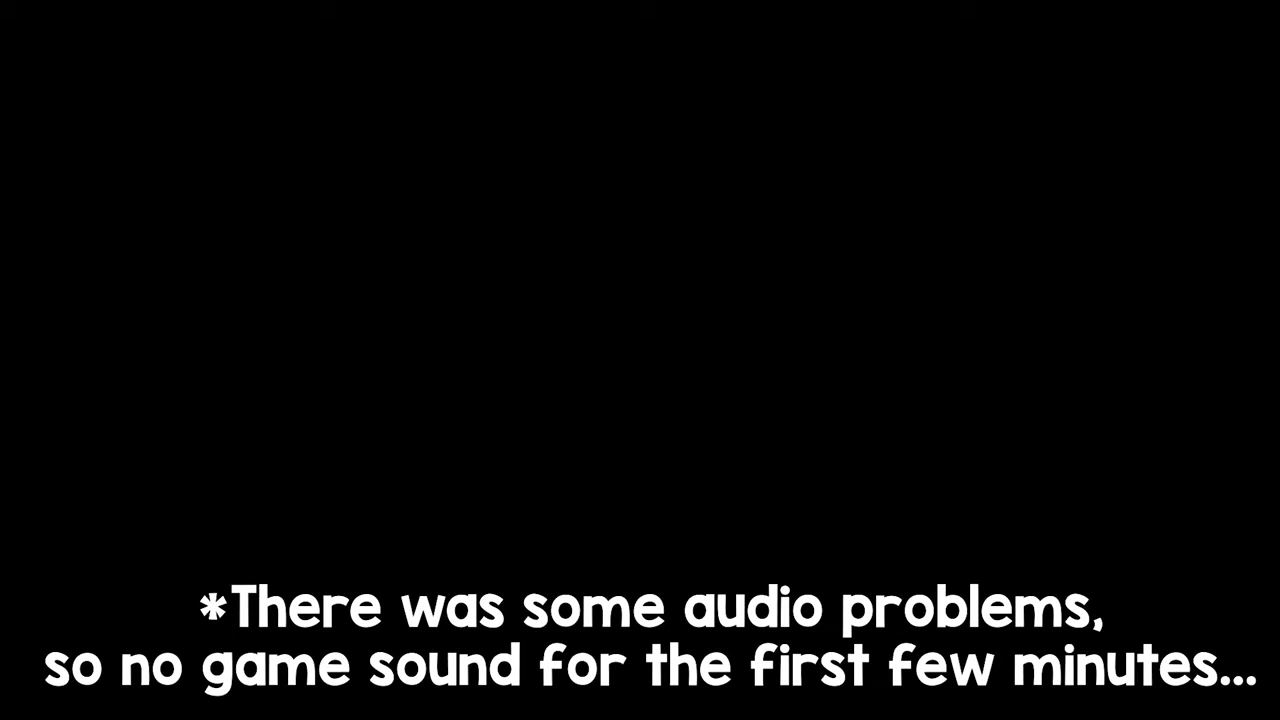 *There was some audio problems,
so no game sound for the first few minutes...